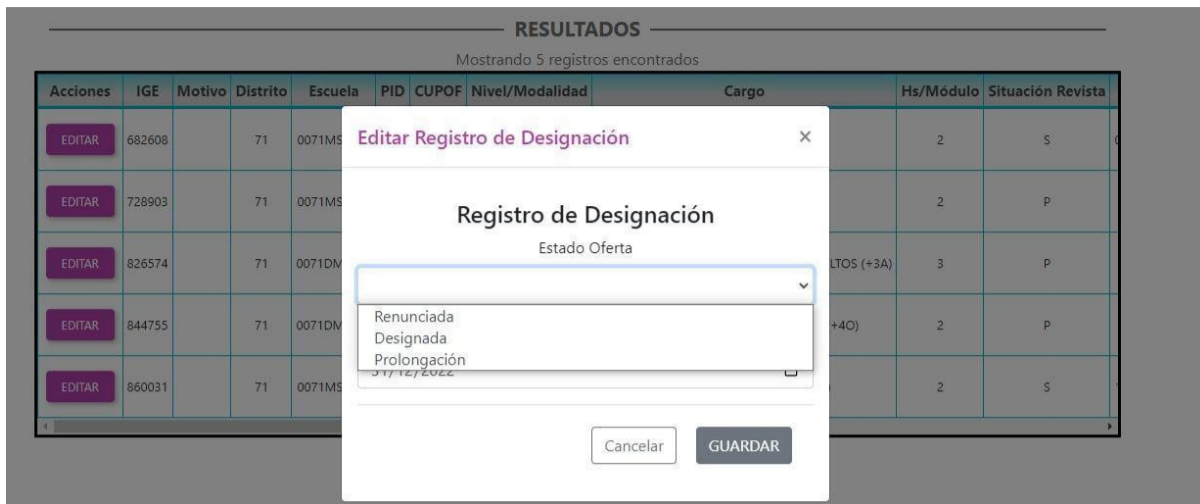 RESULTADOS
Mostrando 5 registros encontrados
Acciones IGE Motivo Distrito Escuela PID CUPOF Nivel/Modalidad Cargo Hs/Módulo Situación Revista
Editar Registro de Designación ×
EDITAR 682608 71 0071MS 2 S
EDITAR 728903 71 0071MS 2 P
Registro de Designación
Estado Oferta
EDITAR 826574 71 0071DM LTOS (+3A) 3 P
Renunciada
EDITAR 844755 71 0071DM +4O) 2 P
Designada
Prolongación
31/12/2022
EDITAR 860031 71 0071MS 2 S
Cancelar GUARDAR